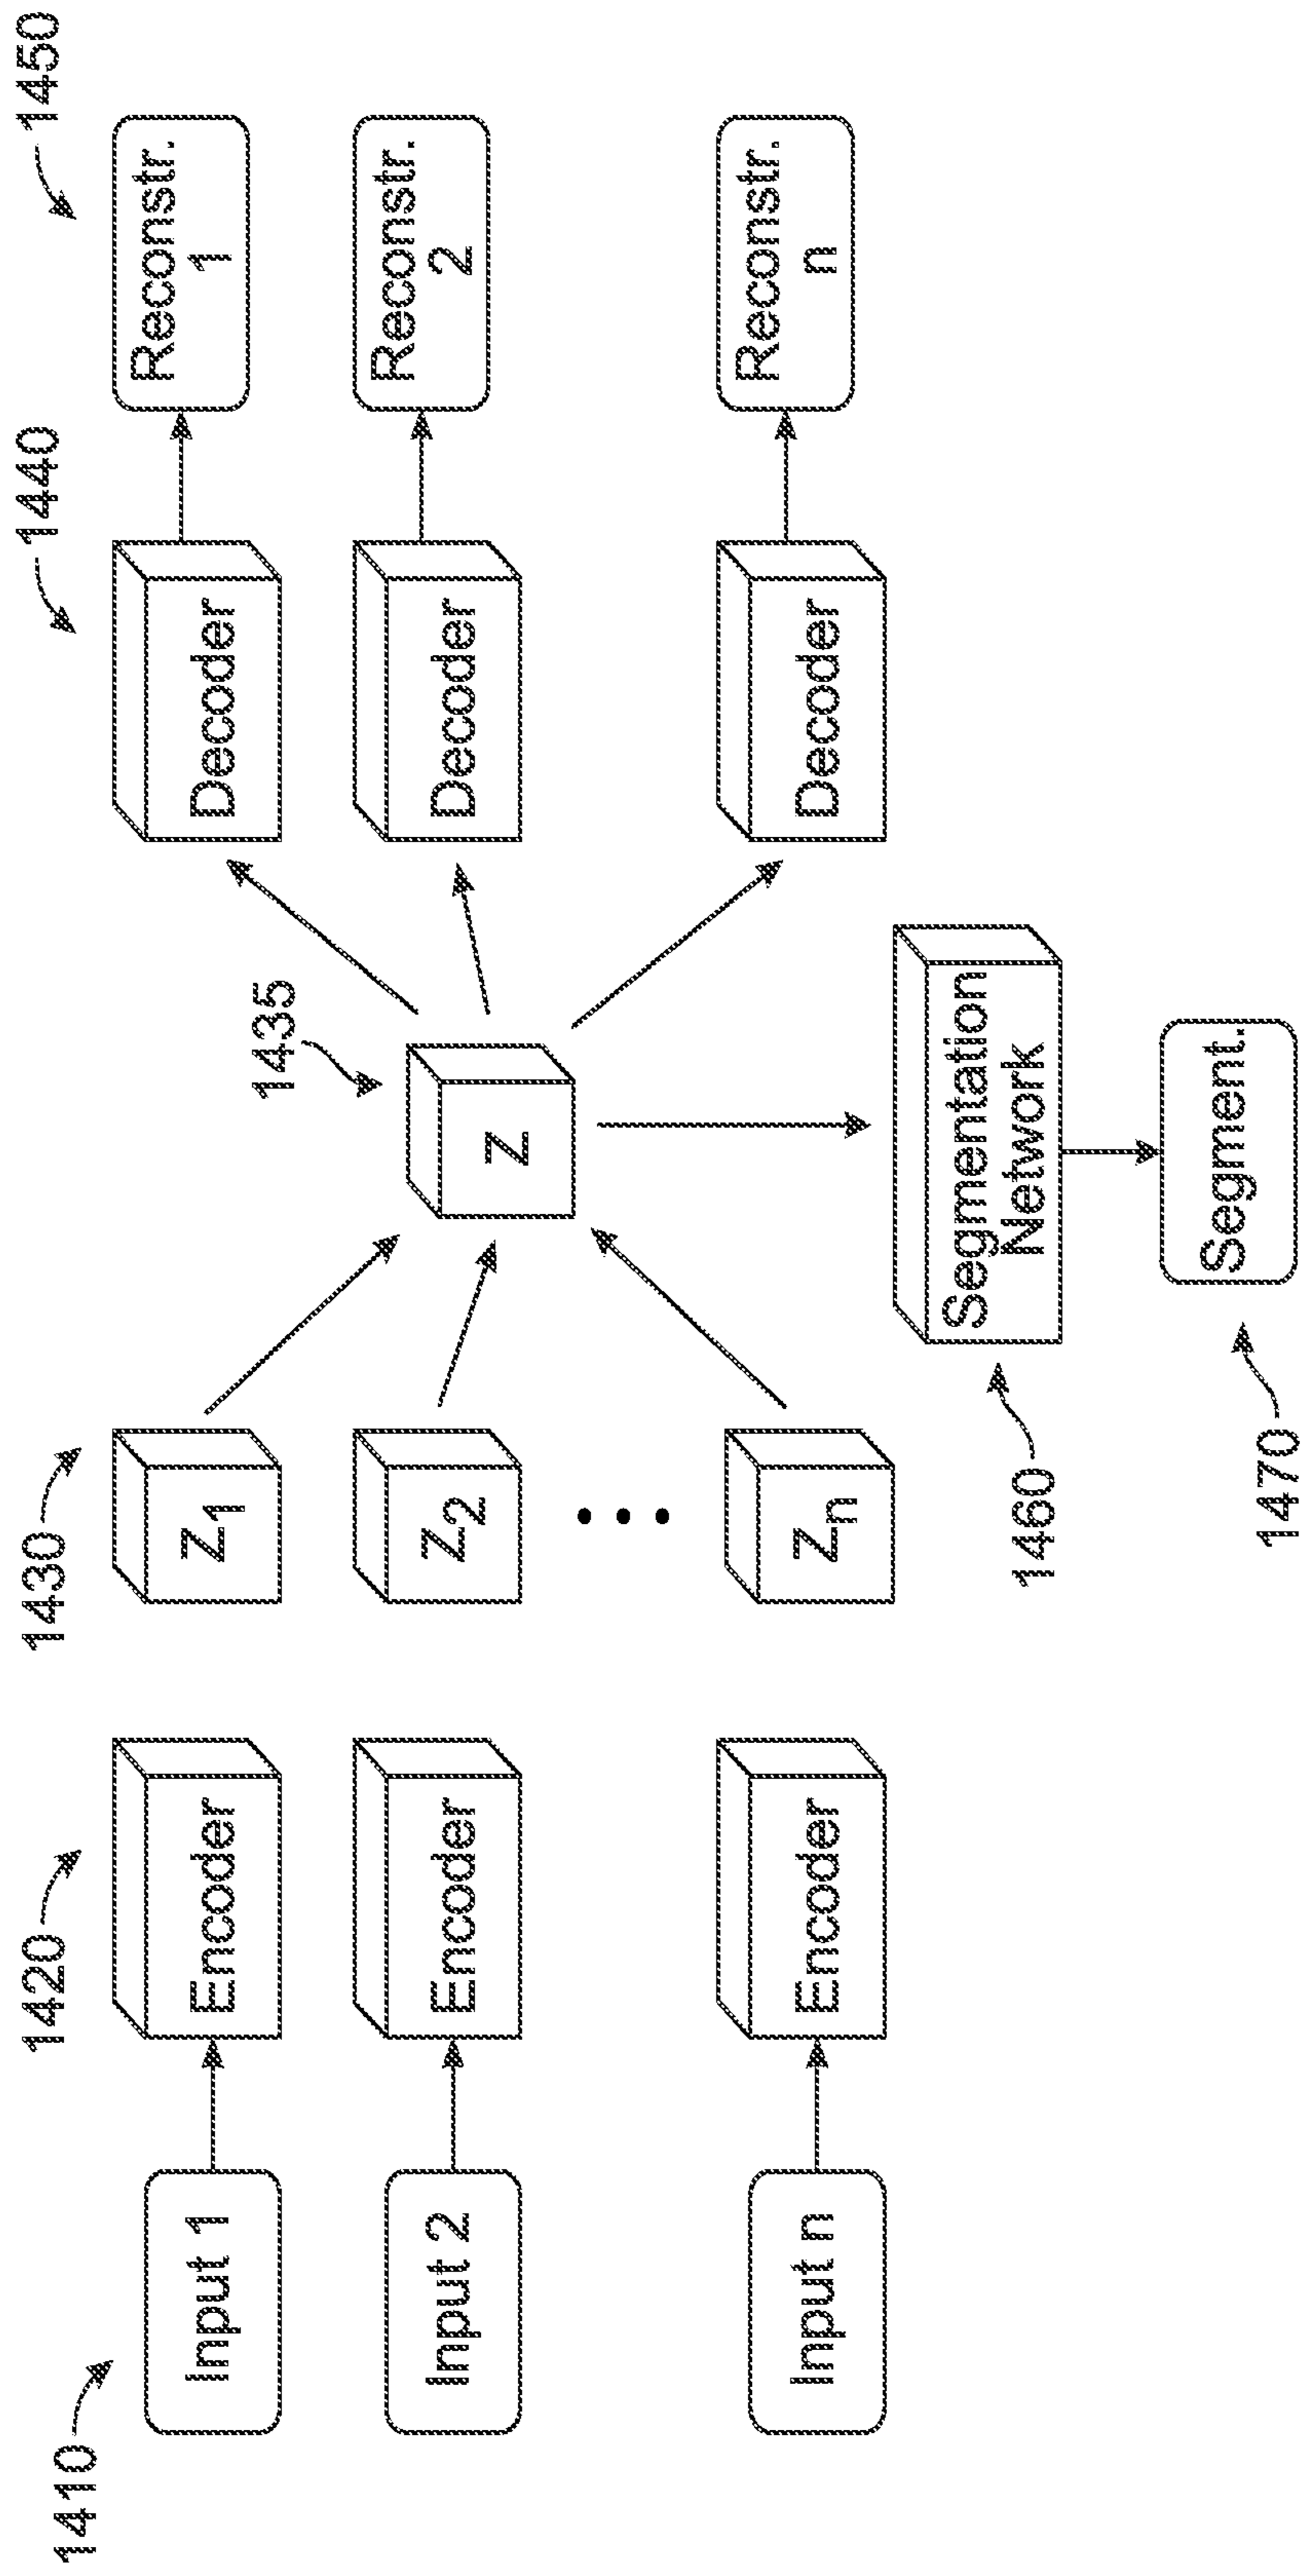 1410
1420
1430
1435
1440
1450
Input 1
Encoder
Z1
Decoder
Reconstr.
1
Input 2
Encoder
Z2
Z
Decoder
Reconstr.
2
Input n
Encoder
Zn
Decoder
Reconstr.
n
1460
Segmentation
Network
1470
Segment.